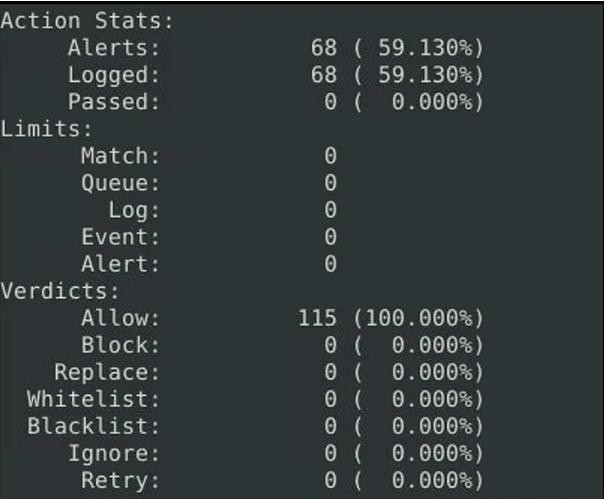 Action Stats:
     Alerts:           68 ( 59.130%)
     Logged:           68 ( 59.130%)
     Passed:            0 (  0.000%)
Limits:
      Match:            0
      Queue:            0
        Log:            0
      Event:            0
      Alert:            0
Verdicts:
      Allow:          115 (100.000%)
      Block:            0 (  0.000%)
    Replace:            0 (  0.000%)
  Whitelist:            0 (  0.000%)
  Blacklist:            0 (  0.000%)
     Ignore:            0 (  0.000%)
      Retry:            0 (  0.000%)